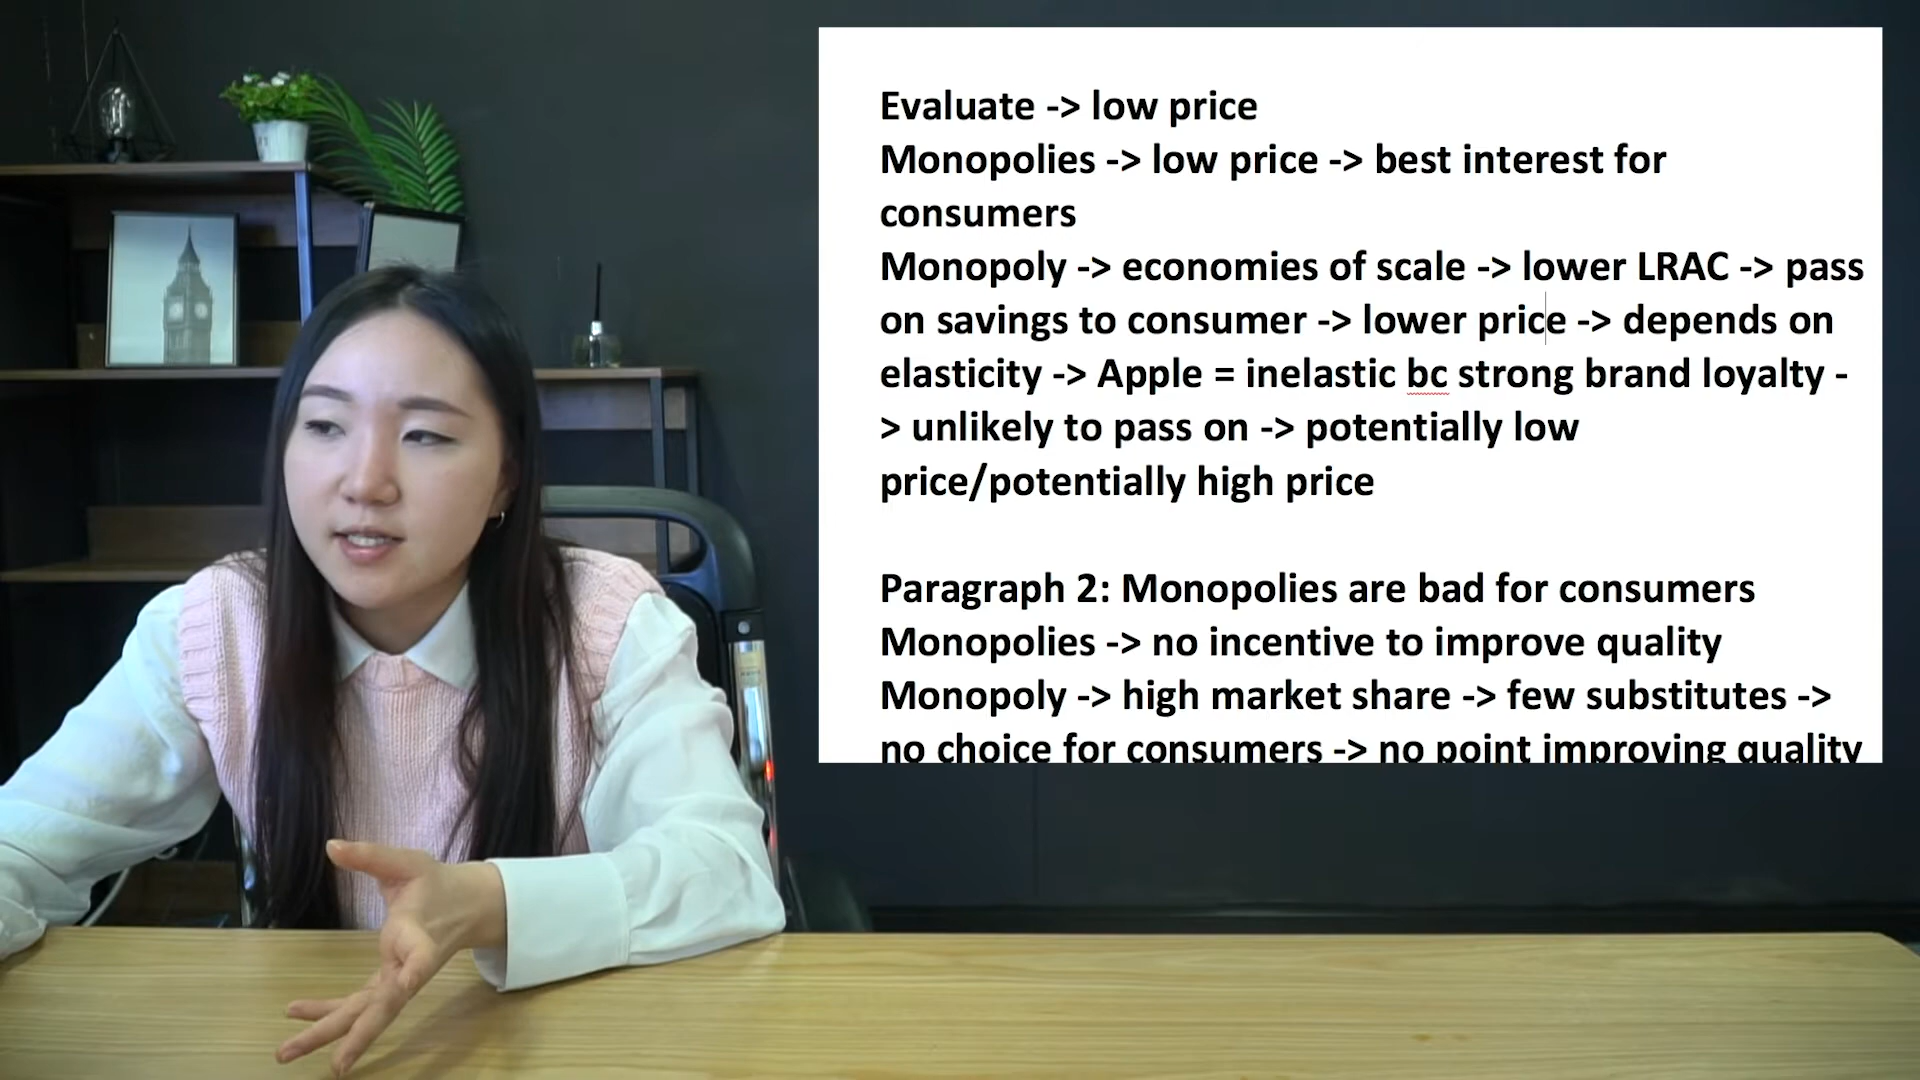 Evaluate -> low price
Monopolies -> low price -> best interest for
consumers
Monopoly -> economies of scale -> lower LRAC -> pass
on savings to consumer -> lower price -> depends on
elasticity -> Apple = inelastic bc strong brand loyalty -
> unlikely to pass on -> potentially low
price/potentially high price
Paragraph 2: Monopolies are bad for consumers
Monopolies -> no incentive to improve quality
Monopoly -> high market share -> few substitutes ->
no choice for consumers -> no point improving quality